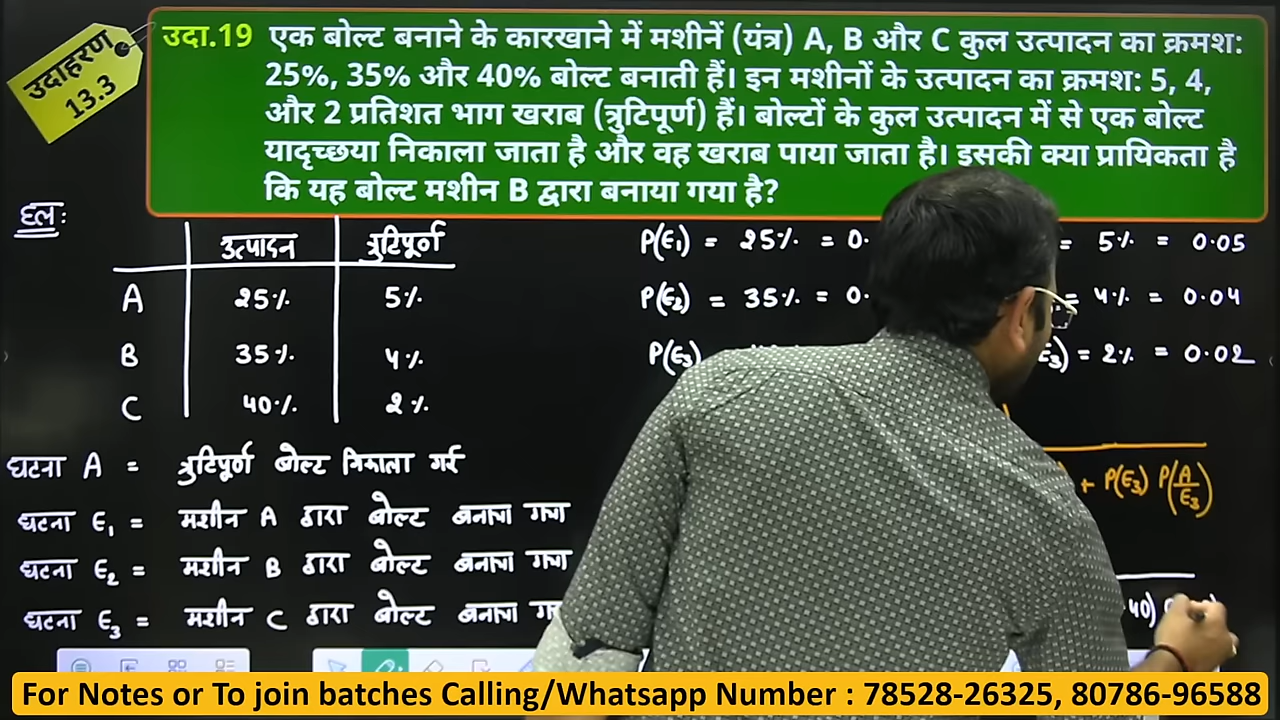 उदाहरण
13.3
उदा.19 एक बोल्ट बनाने के कारखाने में मशीनें (यंत्र) A, B और C कुल उत्पादन का क्रमश:
25%, 35% और 40% बोल्ट बनाती हैं। इन मशीनों के उत्पादन का क्रमश: 5, 4,
और 2 प्रतिशत भाग खराब (त्रुटिपूर्ण) हैं। बोल्टों के कुल उत्पादन में से एक बोल्ट
यादृच्छया निकाला जाता है और वह खराब पाया जाता है। इसकी क्या प्रायिकता है
कि यह बोल्ट मशीन B द्वारा बनाया गया है?
हल:
उत्पादन त्रुटिपूर्ण
A 25% 5%
B 35% 4%
C 40% 2%
घटना A = त्रुटिपूर्ण बोल्ट निकाला गई
घटना E₁ = मशीन A द्वारा बोल्ट बनाया गया
घटना E₂ = मशीन B द्वारा बोल्ट बनाया गया
घटना E₃ = मशीन C द्वारा बोल्ट बनाया
P(E₁) = 25% = 0. = 5% = 0.05
P(E₂) = 35% = 0. = 4% = 0.04
P(E₃) E₃) = 2% = 0.02
+ P(E₃) P(A/E₃)
40)
For Notes or To join batches Calling/Whatsapp Number : 78528-26325, 80786-96588